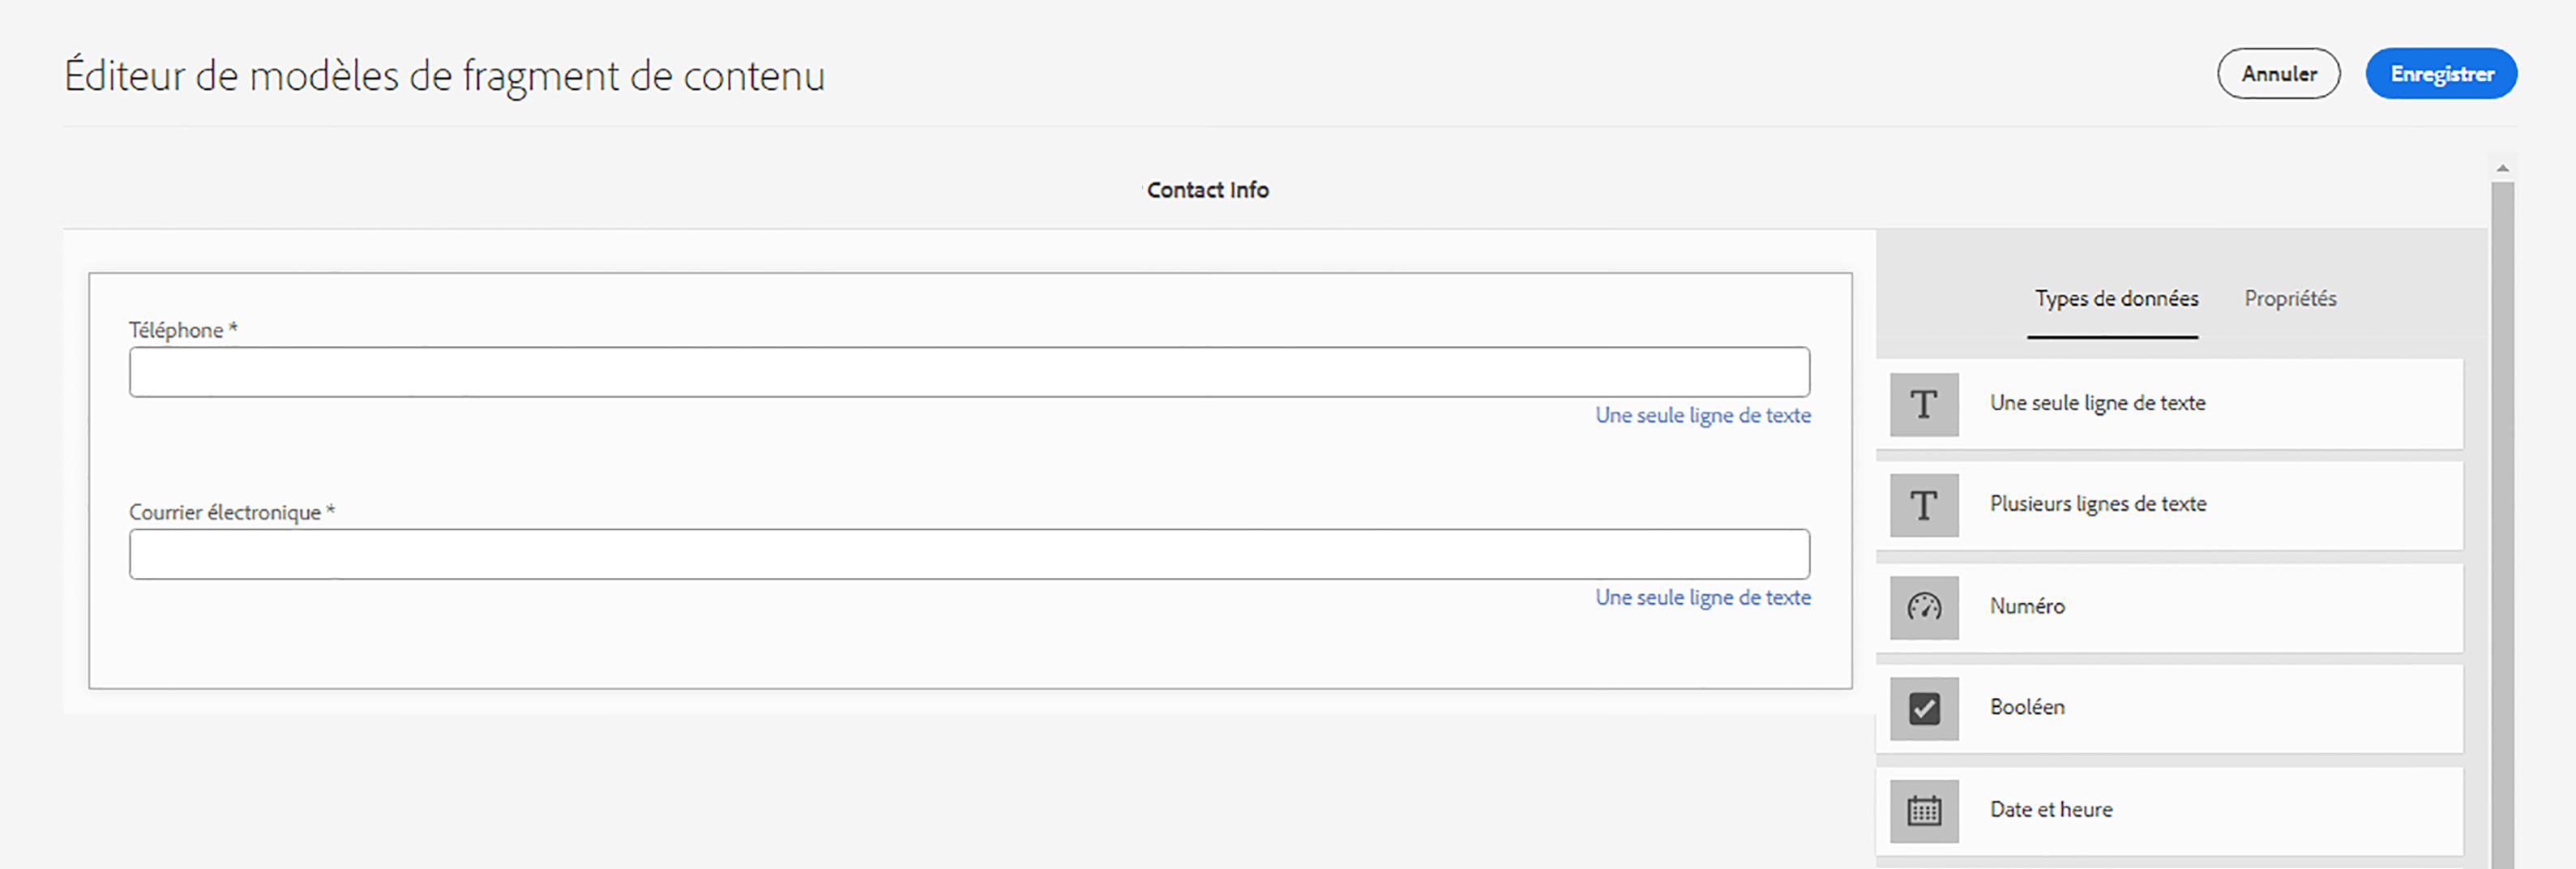 Éditeur de modèles de fragment de contenu
Annuler
Enregistrer
Contact Info
Téléphone *
Une seule ligne de texte
Courrier électronique *
Une seule ligne de texte
Types de données
Propriétés
Une seule ligne de texte
Plusieurs lignes de texte
Numéro
Booléen
Date et heure